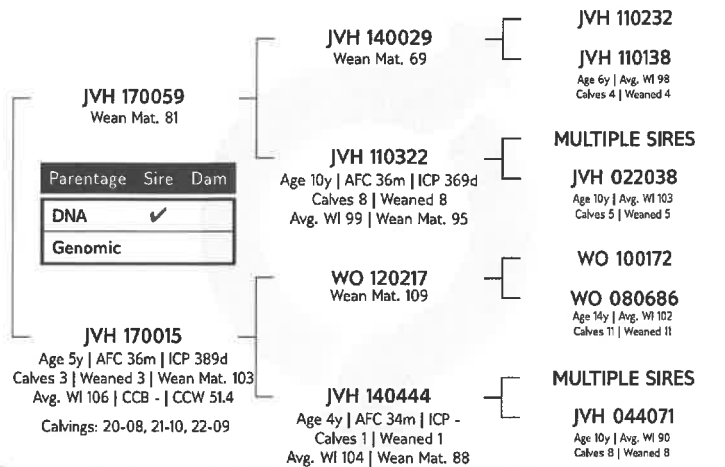 JVH 170059
Wean Mat. 81
Parentage Sire Dam
DNA ✔
Genomic
JVH 170015
Age 5y | AFC 36m | ICP 389d
Calves 3 | Weaned 3 | Wean Mat. 103
Avg. WI 106 | CCB - | CCW 51.4
Calvings: 20-08, 21-10, 22-09
JVH 140029
Wean Mat. 69
JVH 110322
Age 10y | AFC 36m | ICP 369d
Calves 8 | Weaned 8
Avg. WI 99 | Wean Mat. 95
WO 120217
Wean Mat. 109
JVH 140444
Age 4y | AFC 34m | ICP -
Calves 1 | Weaned 1
Avg. WI 104 | Wean Mat. 88
JVH 110232
JVH 110138
Age 6y | Avg. WI 98
Calves 4 | Weaned 4
MULTIPLE SIRES
JVH 022038
Age 10y | Avg. WI 103
Calves 5 | Weaned 5
WO 100172
WO 080686
Age 14y | Avg. WI 102
Calves 11 | Weaned 11
MULTIPLE SIRES
JVH 044071
Age 10y | Avg. WI 90
Calves 8 | Weaned 8